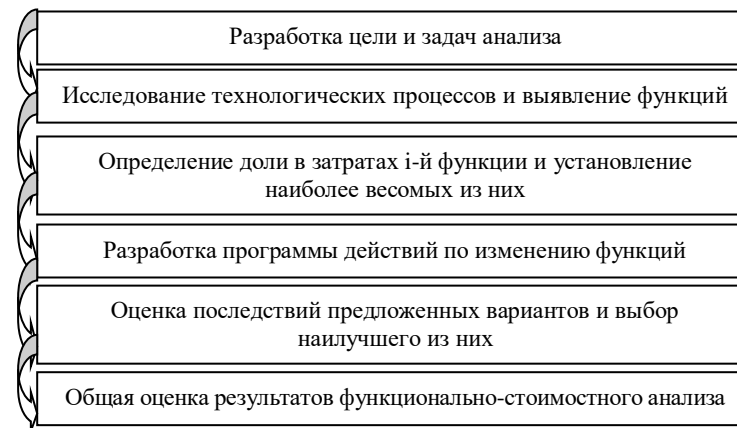 Разработка цели и задач анализа
Исследование технологических процессов и выявление функций
Определение доли в затратах i-й функции и установление
наиболее весомых из них
Разработка программы действий по изменению функций
Оценка последствий предложенных вариантов и выбор
наилучшего из них
Общая оценка результатов функционально-стоимостного анализа